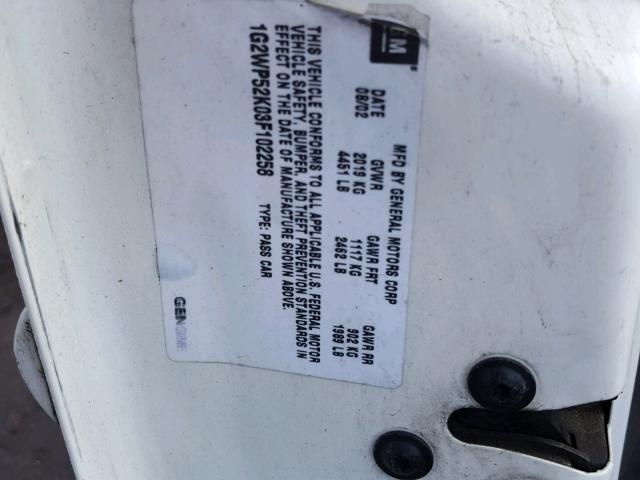 GM
MFD BY GENERAL MOTORS CORP
DATE GVWR GAWR FRT GAWR RR
08/02 2019 KG 1117 KG 902 KG
4451 LB 2462 LB 1989 LB
THIS VEHICLE CONFORMS TO ALL APPLICABLE U.S. FEDERAL MOTOR
VEHICLE SAFETY, BUMPER, AND THEFT PREVENTION STANDARDS IN
EFFECT ON THE DATE OF MANUFACTURE SHOWN ABOVE.
1G2WP52K03F102258 TYPE: PASS CAR
GEN GME